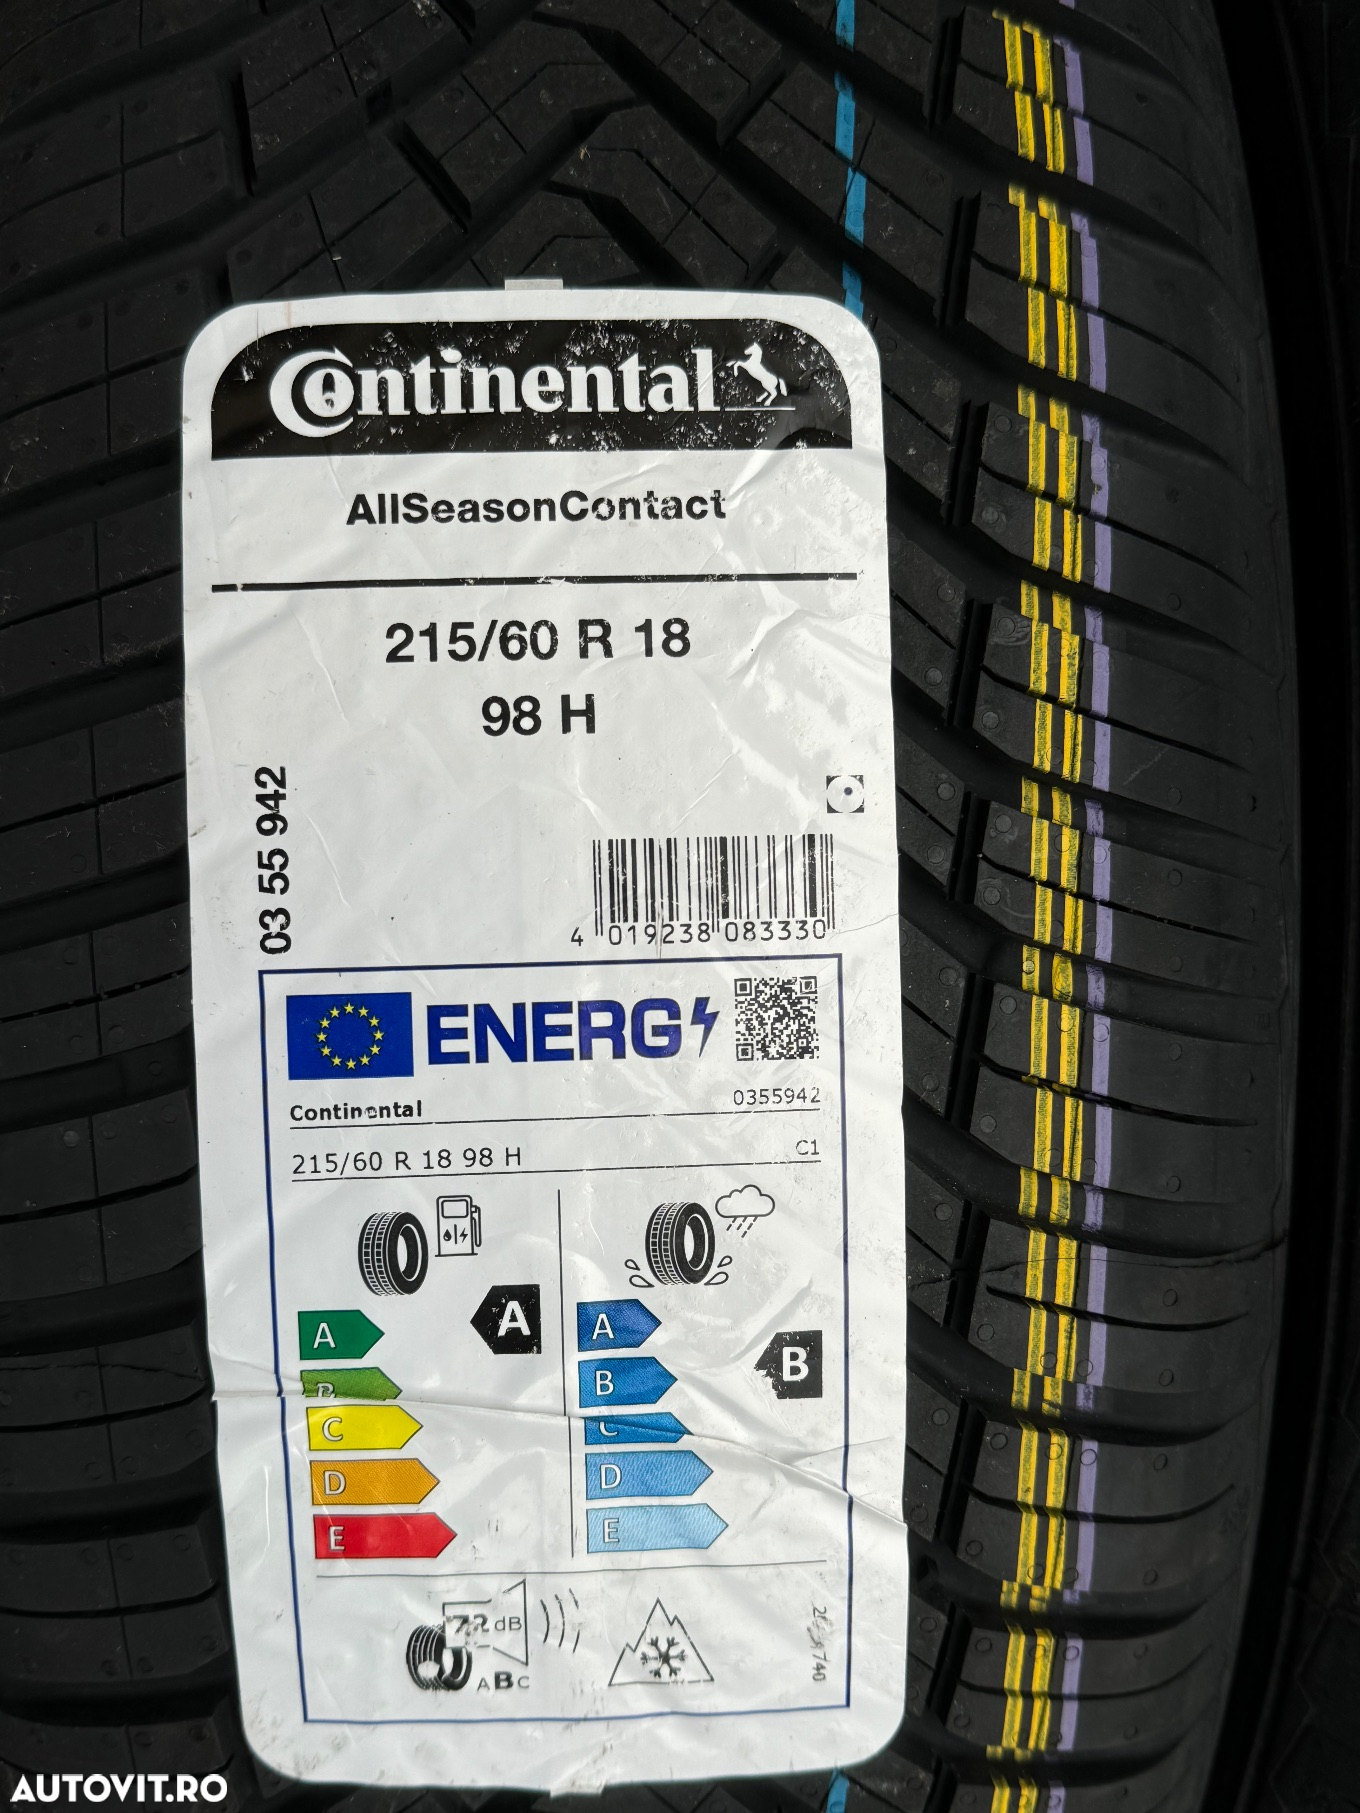 Continental
AllSeasonContact
215/60 R 18
98 H
03 55 942
4 019238 083330
ENERG
Continental
0355942
215/60 R 18 98 H
C1
A
B
A
B
C
D
E
A
B
C
D
E
72 dB
ABC
AUTOVIT.RO